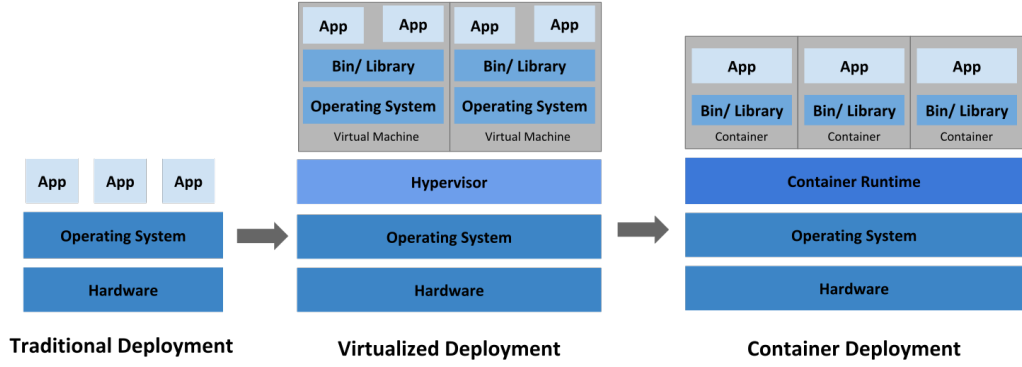 App
App
App
Operating System
Hardware
Traditional Deployment
App
App
Bin/ Library
Operating System
Virtual Machine
App
App
Bin/ Library
Operating System
Virtual Machine
Hypervisor
Operating System
Hardware
Virtualized Deployment
App
Bin/ Library
Container
App
Bin/ Library
Container
App
Bin/ Library
Container
Container Runtime
Operating System
Hardware
Container Deployment